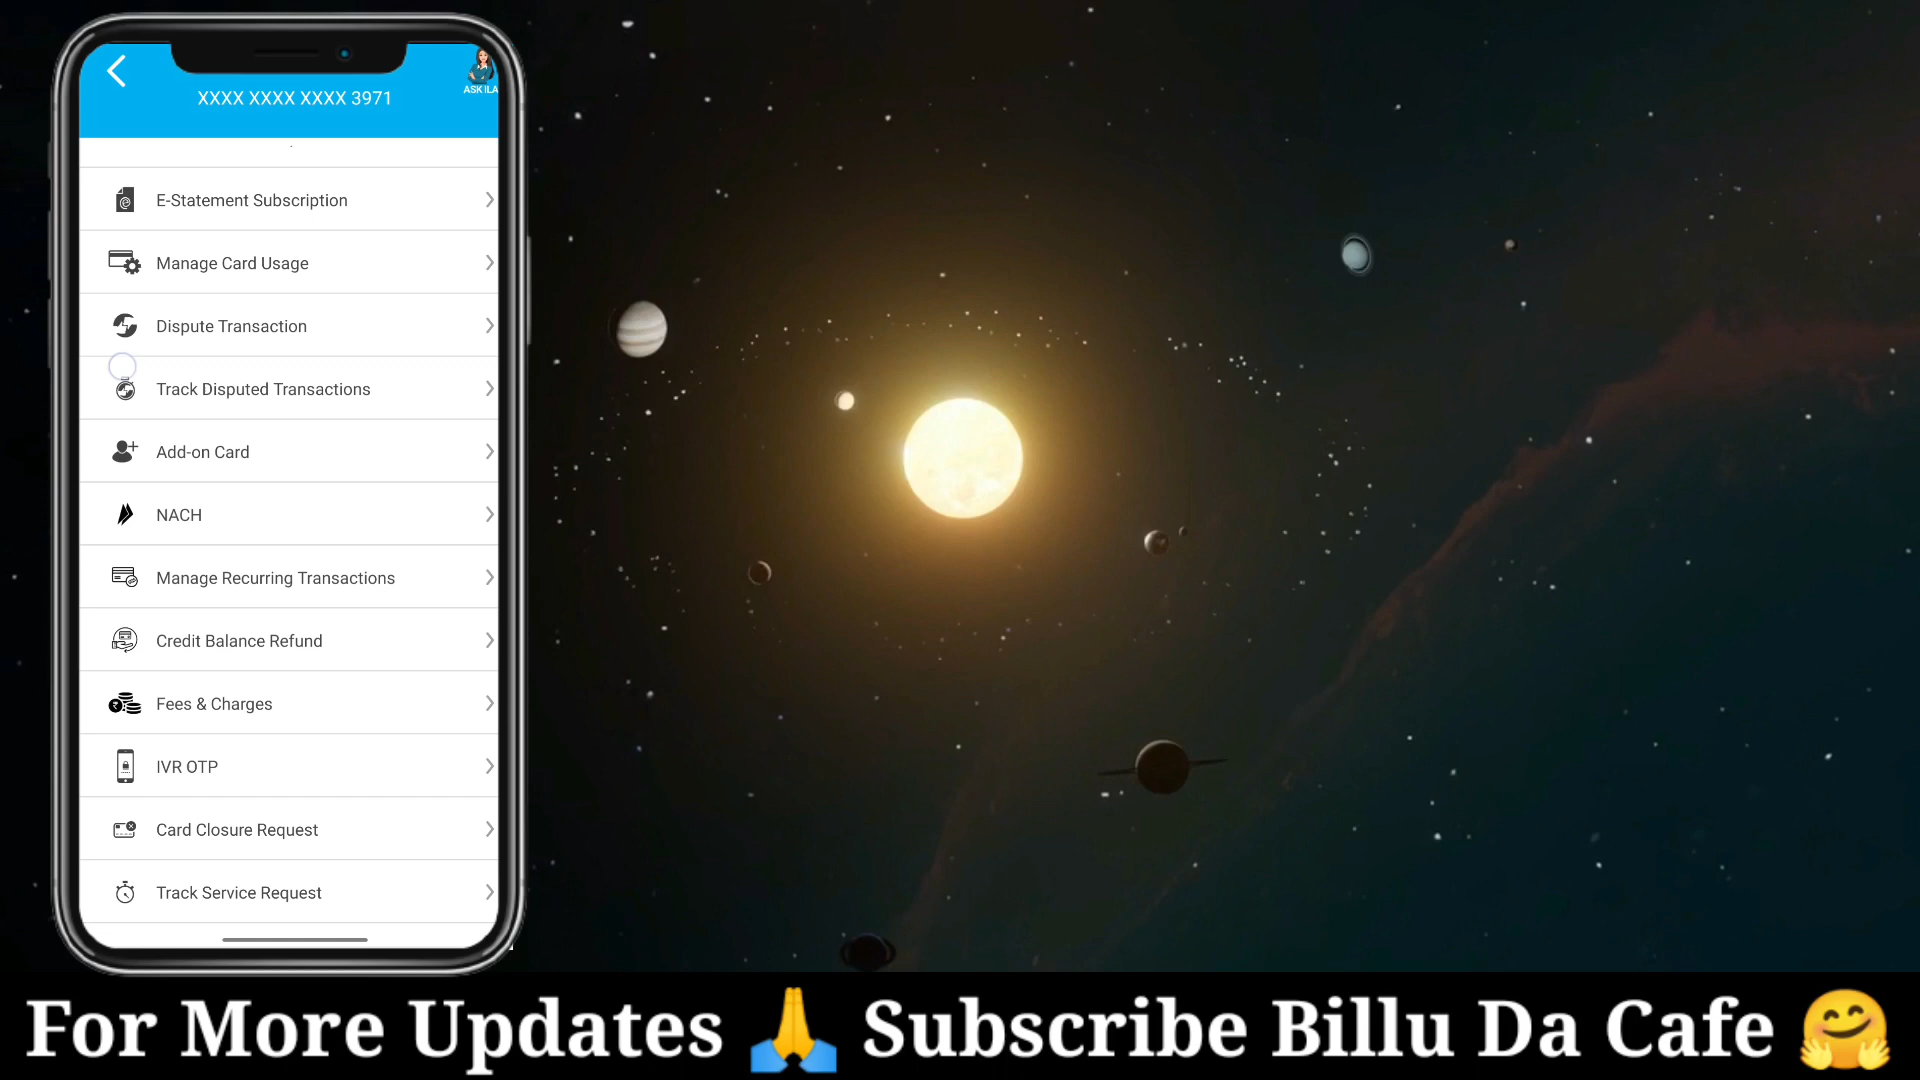 ASK ILA
XXXX XXXX XXXX 3971
E-Statement Subscription
Manage Card Usage
Dispute Transaction
Track Disputed Transactions
Add-on Card
NACH
Manage Recurring Transactions
Credit Balance Refund
Fees & Charges
IVR OTP
Card Closure Request
Track Service Request
For More Updates 🙏 Subscribe Billu Da Cafe 🤗